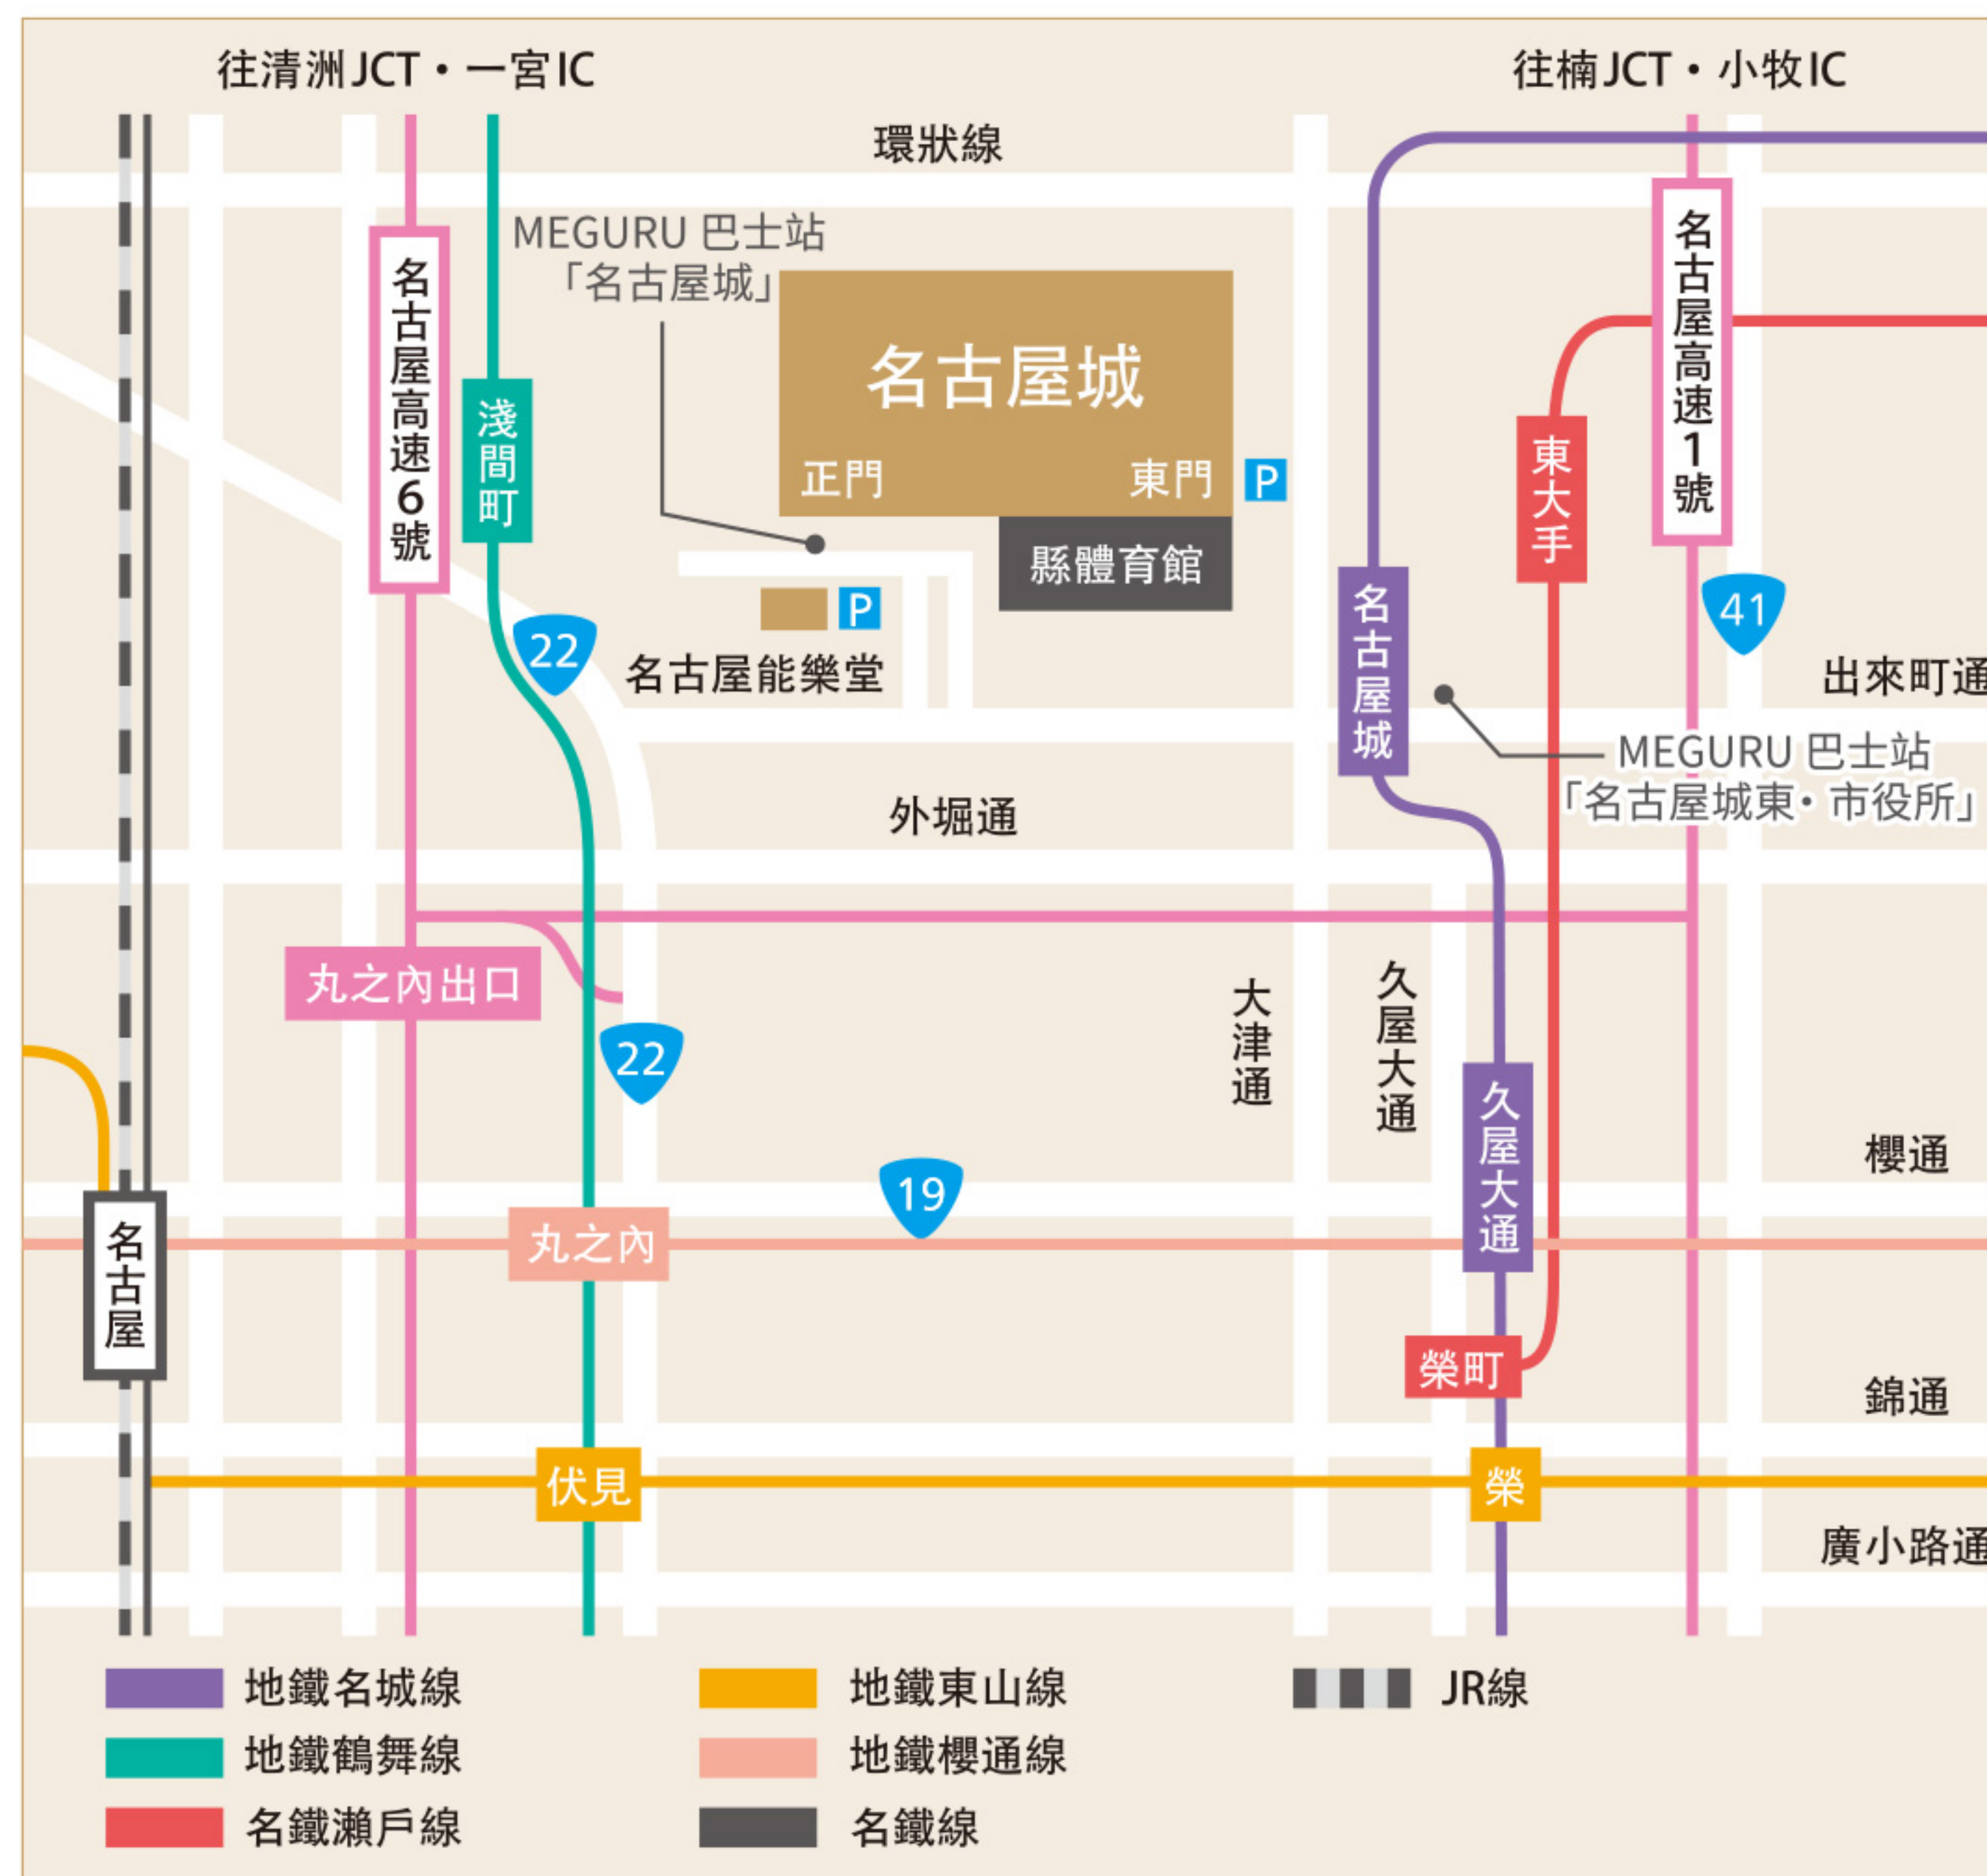 往清洲JCT・一宮IC
往楠JCT・小牧IC
環狀線
MEGURU 巴士站
「名古屋城」
名古屋高速6號
名古屋高速1號
淺間町
名古屋城
正門
東門
P
東大手
縣體育館
P
名古屋能樂堂
22
名古屋城
41
出來町通
MEGURU 巴士站
「名古屋城東・市役所」
外堀通
丸之內出口
22
大津通
久屋大通
久屋大通
19
櫻通
名古屋
丸之內
榮町
錦通
伏見
榮
廣小路通
地鐵名城線
地鐵東山線
JR線
地鐵鶴舞線
地鐵櫻通線
名鐵瀨戶線
名鐵線